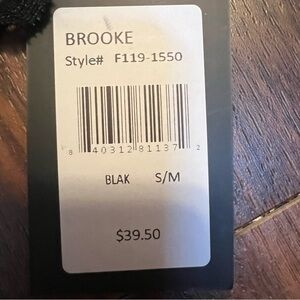 BROOKE
Style# F119-1550
8 40312 81137 2
BLAK S/M
$39.50